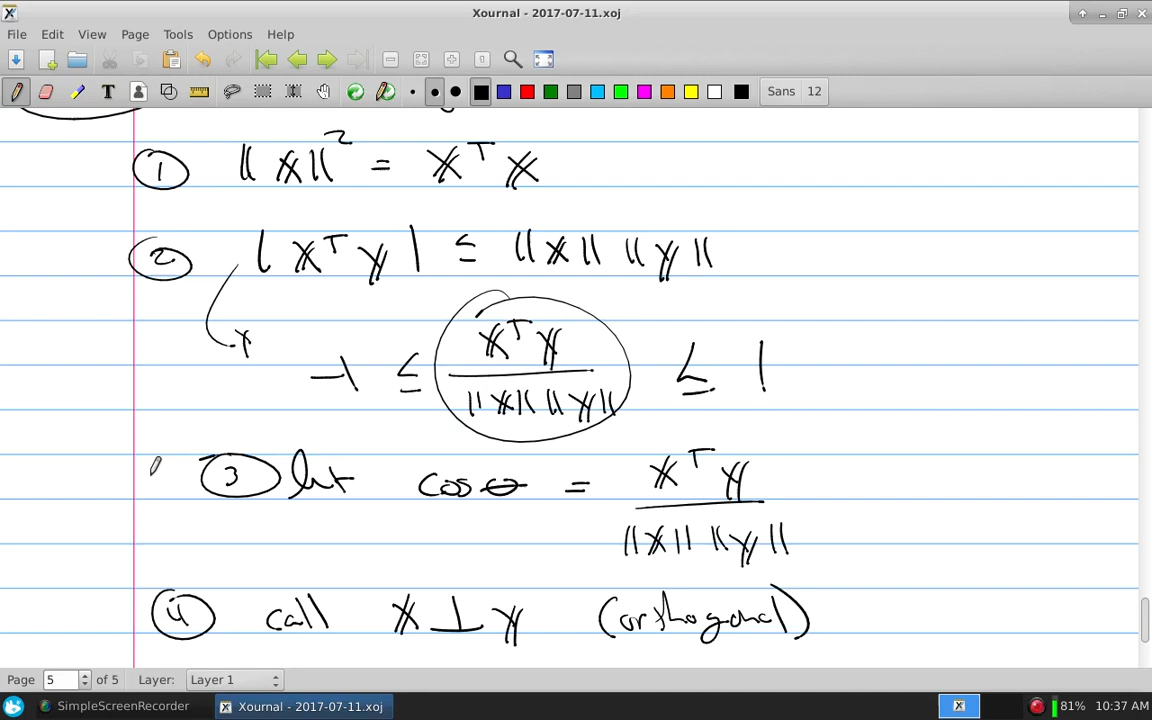 Xournal - 2017-07-11.xoj
File Edit View Page Tools Options Help
Sans 12
① ‖x‖² = xᵀx
② |xᵀy| ≤ ‖x‖ ‖y‖
-1 ≤ xᵀy / ‖x‖ ‖y‖ ≤ 1
③ let cosθ = xᵀy / ‖x‖ ‖y‖
④ call x ⊥ y (orthogonal)
Page 5 of 5 Layer: Layer 1
SimpleScreenRecorder Xournal - 2017-07-11.xoj 81% 10:37 AM